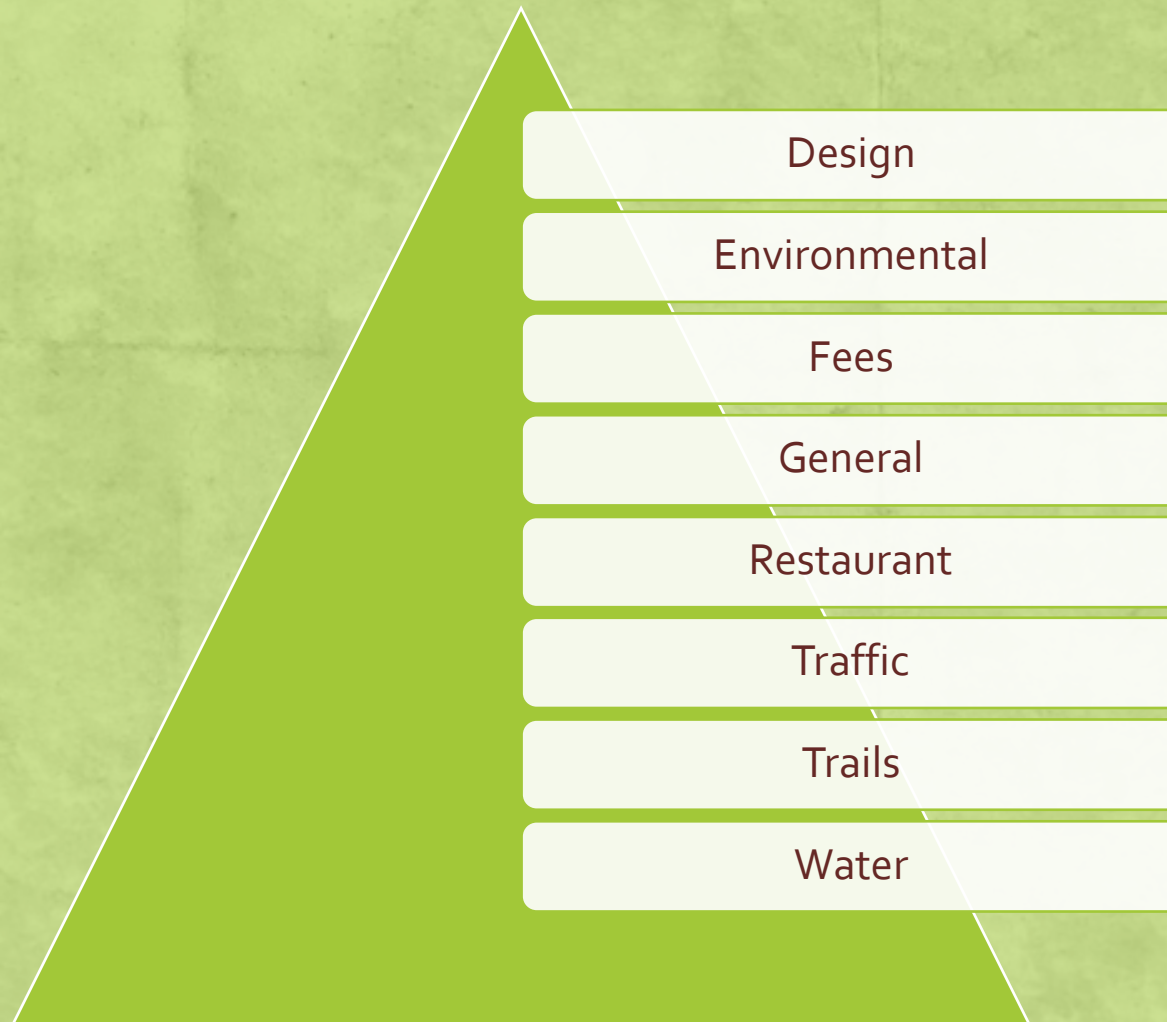 Design
Environmental
Fees
General
Restaurant
Traffic
Trails
Water